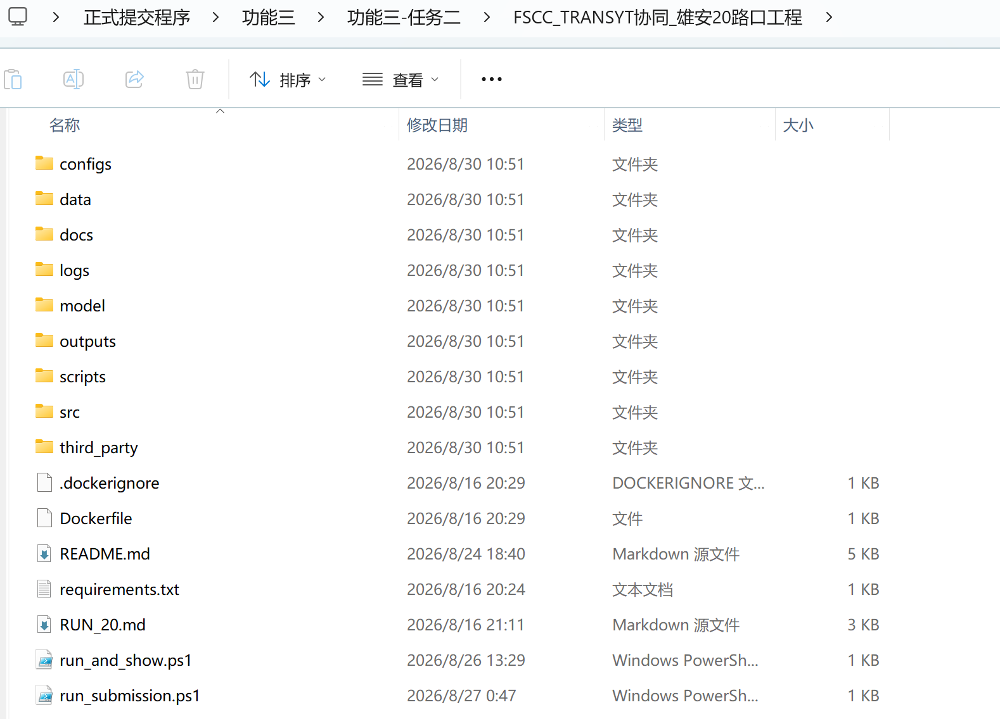 正式提交程序 > 功能三 > 功能三-任务二 > FSCC_TRANSYT协同_雄安20路口工程 >
排序 查看 •••
名称 修改日期 类型 大小
configs 2026/8/30 10:51 文件夹
data 2026/8/30 10:51 文件夹
docs 2026/8/30 10:51 文件夹
logs 2026/8/30 10:51 文件夹
model 2026/8/30 10:51 文件夹
outputs 2026/8/30 10:51 文件夹
scripts 2026/8/30 10:51 文件夹
src 2026/8/30 10:51 文件夹
third_party 2026/8/30 10:51 文件夹
.dockerignore 2026/8/16 20:29 DOCKERIGNORE 文... 1 KB
Dockerfile 2026/8/16 20:29 文件 1 KB
README.md 2026/8/24 18:40 Markdown 源文件 5 KB
requirements.txt 2026/8/16 20:24 文本文档 1 KB
RUN_20.md 2026/8/16 21:11 Markdown 源文件 3 KB
run_and_show.ps1 2026/8/26 13:29 Windows PowerSh... 1 KB
run_submission.ps1 2026/8/27 0:47 Windows PowerSh... 1 KB